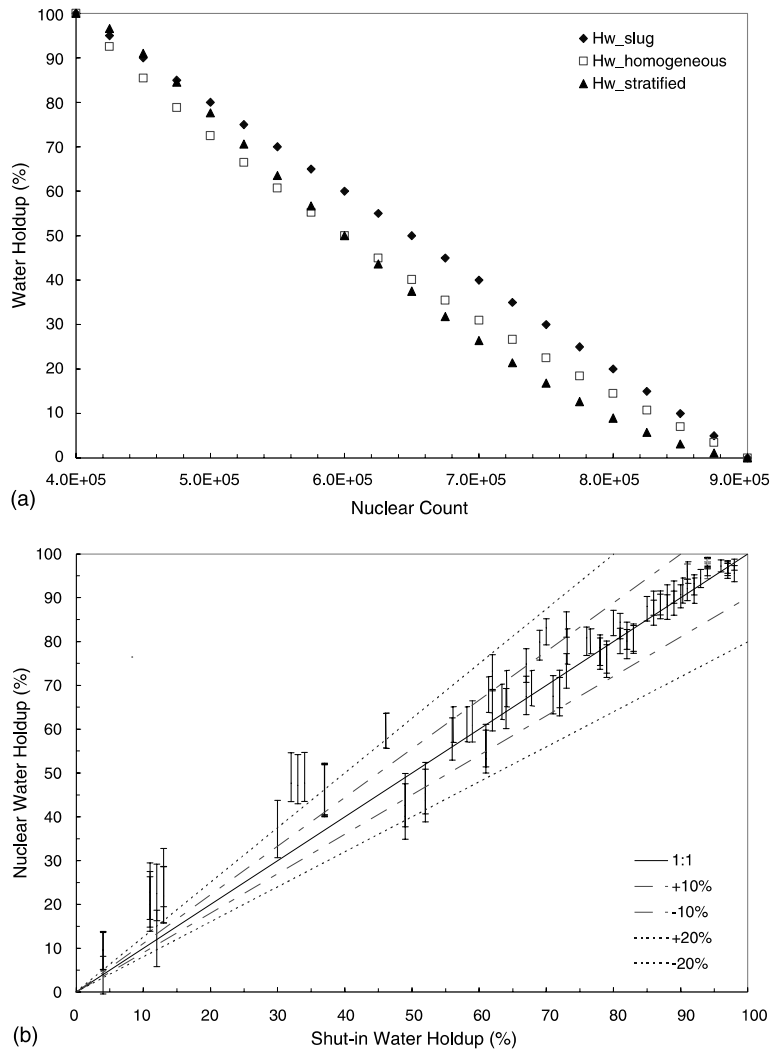 100
90
80
70
60
50
40
30
20
10
0
Water Holdup (%)
Hw_slug
Hw_homogeneous
Hw_stratified
4.0E+05 5.0E+05 6.0E+05 7.0E+05 8.0E+05 9.0E+05
Nuclear Count
(a)
100
90
80
70
60
50
40
30
20
10
0
Nuclear Water Holdup (%)
1:1
+10%
-10%
+20%
-20%
0 10 20 30 40 50 60 70 80 90 100
Shut-in Water Holdup (%)
(b)